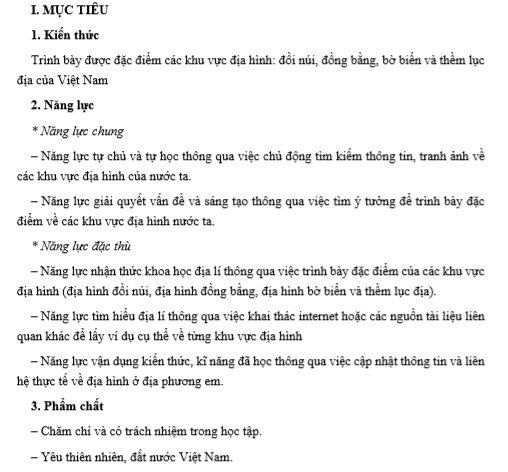 I. MỤC TIÊU
1. Kiến thức
Trình bày được đặc điểm các khu vực địa hình: đồi núi, đồng bằng, bờ biển và thềm lục
địa của Việt Nam
2. Năng lực
* Năng lực chung
– Năng lực tự chủ và tự học thông qua việc chủ động tìm kiếm thông tin, tranh ảnh về
các khu vực địa hình của nước ta.
– Năng lực giải quyết vấn đề và sáng tạo thông qua việc tìm ý tưởng để trình bày đặc
điểm về các khu vực địa hình nước ta.
* Năng lực đặc thù
– Năng lực nhận thức khoa học địa lí thông qua việc trình bày đặc điểm của các khu vực
địa hình (địa hình đồi núi, địa hình đồng bằng, địa hình bờ biển và thềm lục địa).
– Năng lực tìm hiểu địa lí thông qua việc khai thác internet hoặc các nguồn tài liệu liên
quan khác để lấy ví dụ cụ thể về từng khu vực địa hình
– Năng lực vận dụng kiến thức, kĩ năng đã học thông qua việc cập nhật thông tin và liên
hệ thực tế về địa hình ở địa phương em.
3. Phẩm chất
– Chăm chỉ và có trách nhiệm trong học tập.
– Yêu thiên nhiên, đất nước Việt Nam.